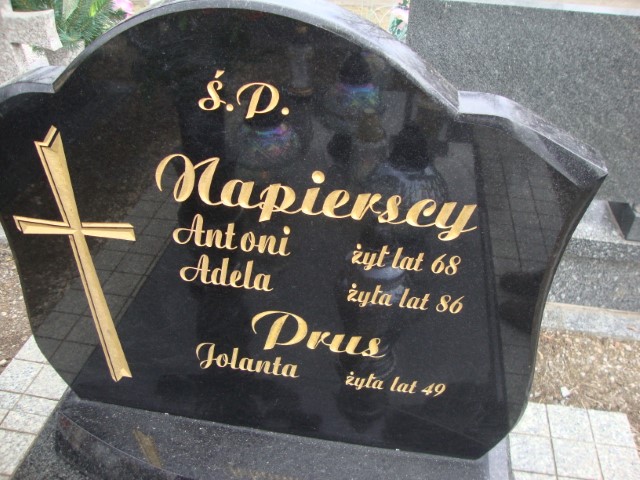 Ś.P.
Napierscy
Antoni żył lat 68
Adela żyła lat 86
Prus
Jolanta żyła lat 49